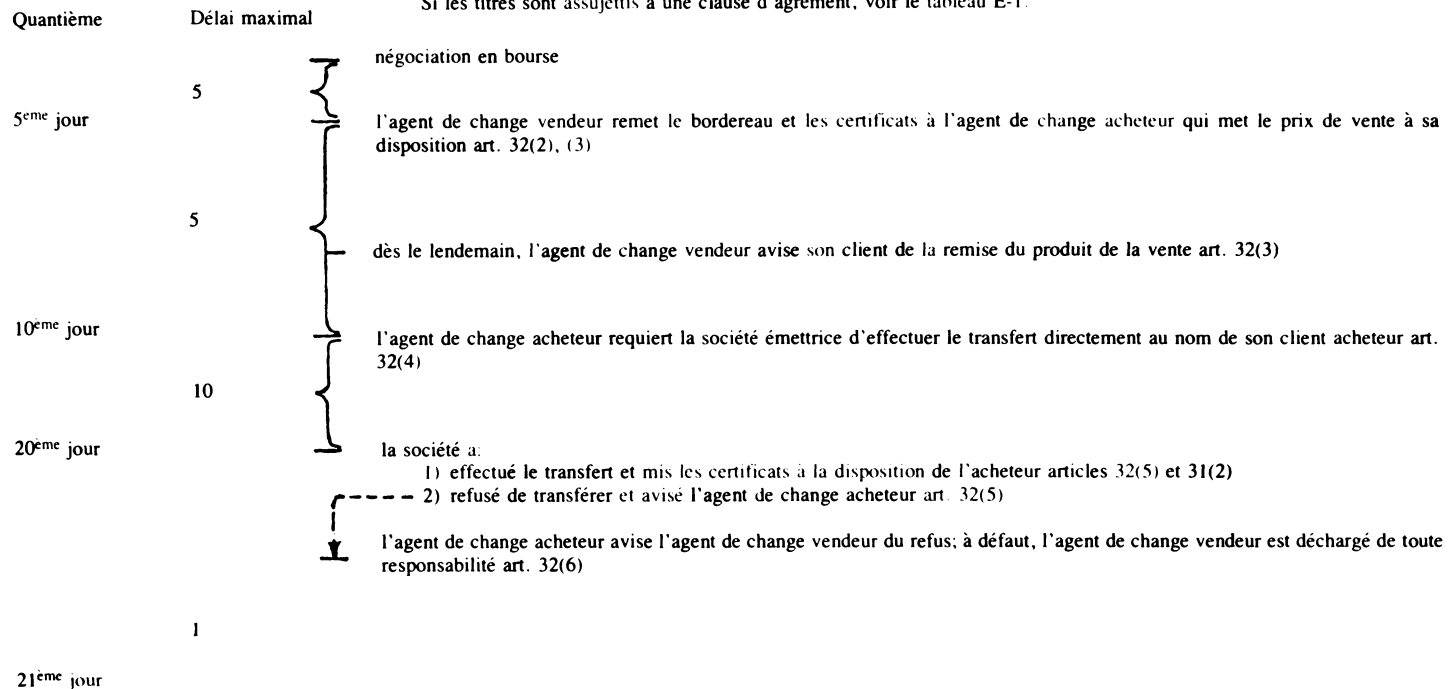 Si les titres sont assujettis à une clause d'agrément, voir le tableau E-1.
Quantième Délai maximal
négociation en bourse
5
5eme jour
l'agent de change vendeur remet le bordereau et les certificats à l'agent de change acheteur qui met le prix de vente à sa
disposition art. 32(2), (3)
5
dès le lendemain, l'agent de change vendeur avise son client de la remise du produit de la vente art. 32(3)
10ème jour
l'agent de change acheteur requiert la société émettrice d'effectuer le transfert directement au nom de son client acheteur art.
32(4)
10
20ème jour
la société a:
1) effectué le transfert et mis les certificats à la disposition de l'acheteur articles 32(5) et 31(2)
2) refusé de transférer et avisé l'agent de change acheteur art. 32(5)
l'agent de change acheteur avise l'agent de change vendeur du refus; à défaut, l'agent de change vendeur est déchargé de toute
responsabilité art. 32(6)
1
21ème jour